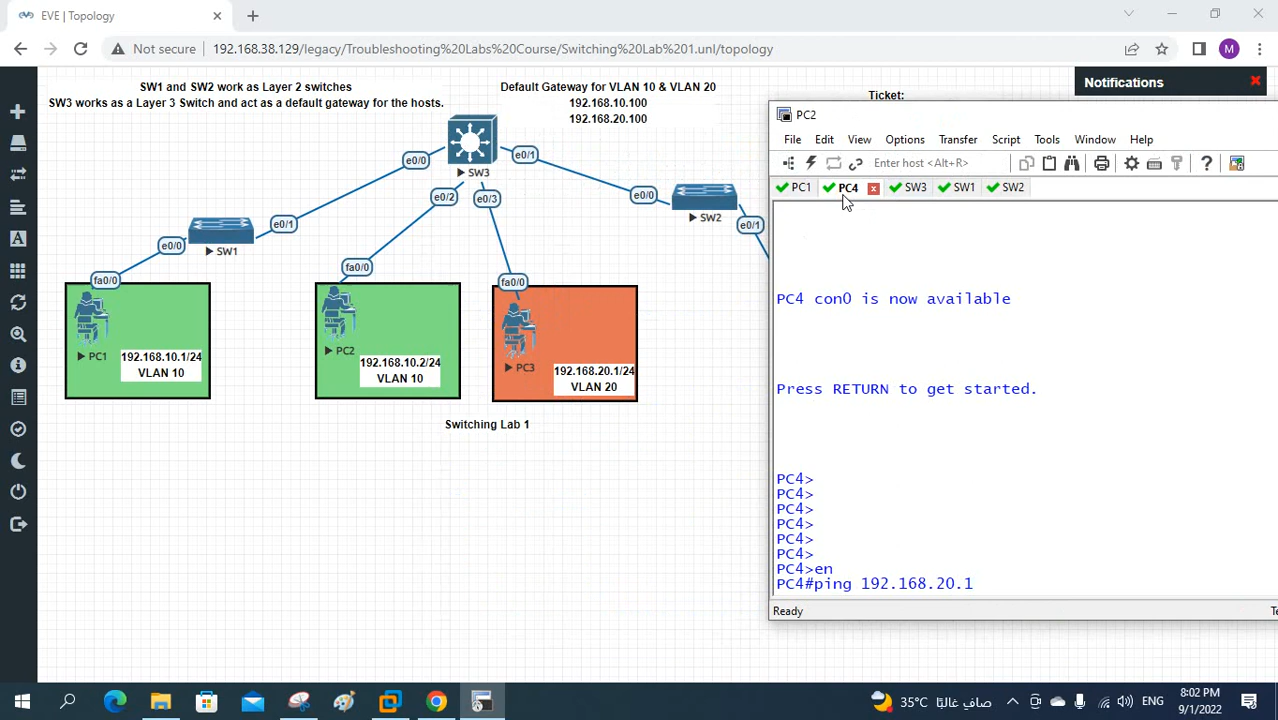 EVE | Topology
Not secure
192.168.38.129/legacy/Troubleshooting%20Labs%20Course/Switching%20Lab%201.unl/topology
M
SW1 and SW2 work as Layer 2 switches
SW3 works as a Layer 3 Switch and act as a default gateway for the hosts.
Default Gateway for VLAN 10 & VLAN 20
192.168.10.100
192.168.20.100
Ticket:
Notifications
e0/0
e0/1
SW3
e0/2
e0/3
e0/0
SW2
e0/1
e0/0
e0/1
SW1
fa0/0
fa0/0
fa0/0
PC1
192.168.10.1/24
VLAN 10
PC2
192.168.10.2/24
VLAN 10
PC3
192.168.20.1/24
VLAN 20
Switching Lab 1
PC2
File Edit View Options Transfer Script Tools Window Help
Enter host <Alt+R>
PC1 PC4 SW3 SW1 SW2
PC4 con0 is now available
Press RETURN to get started.
PC4>
PC4>
PC4>
PC4>
PC4>
PC4>
PC4>en
PC4#ping 192.168.20.1
Ready
35°C صافٍ غالبًا
ENG
8:02 PM
9/1/2022